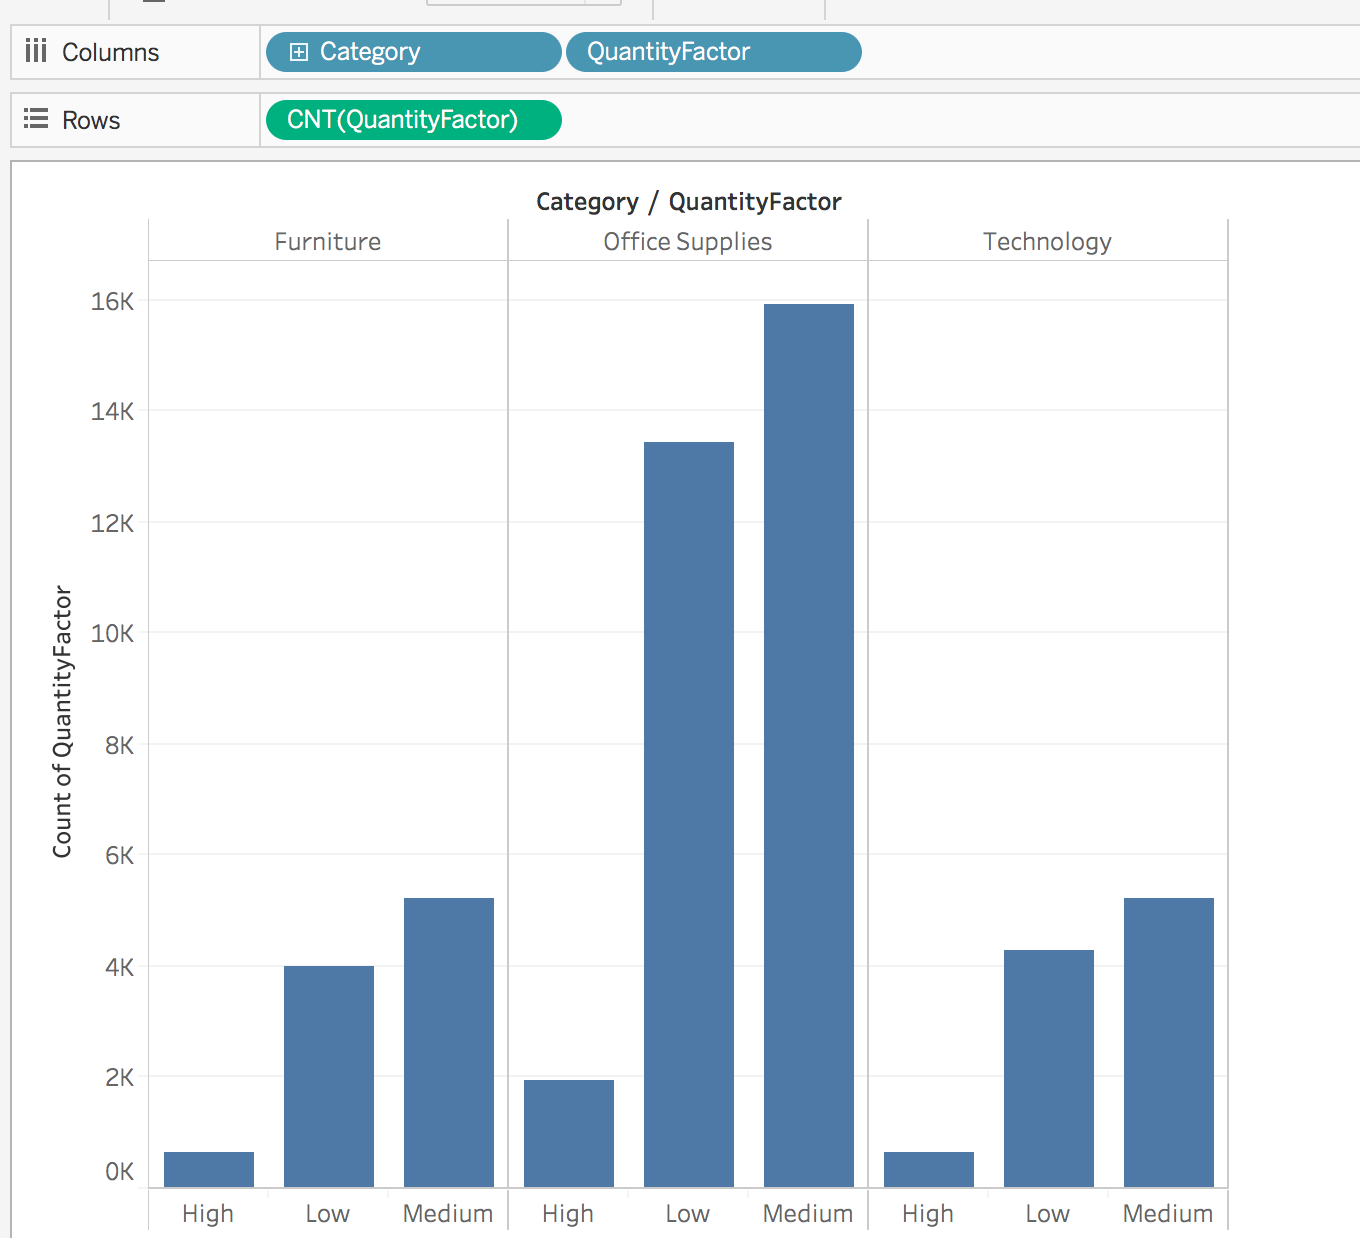 Columns Category QuantityFactor
Rows CNT(QuantityFactor)
Category / QuantityFactor
Furniture Office Supplies Technology
Count of QuantityFactor
16K
14K
12K
10K
8K
6K
4K
2K
0K
High Low Medium High Low Medium High Low Medium